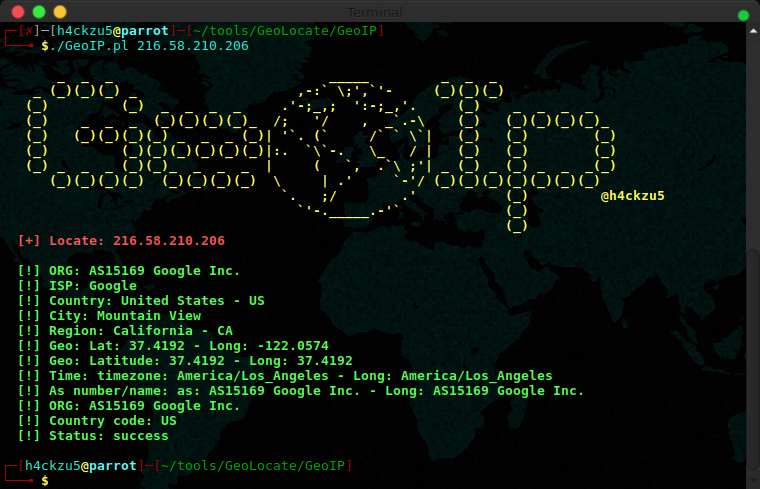 Terminal
┌─[✗]─[h4ckzu5@parrot]─[~/tools/GeoLocate/GeoIP]
└──╼ $./GeoIP.pl 216.58.210.206
GeoIp
@h4ckzu5
[+] Locate: 216.58.210.206
[!] ORG: AS15169 Google Inc.
[!] ISP: Google
[!] Country: United States - US
[!] City: Mountain View
[!] Region: California - CA
[!] Geo: Lat: 37.4192 - Long: -122.0574
[!] Geo: Latitude: 37.4192 - Long: 37.4192
[!] Time: timezone: America/Los_Angeles - Long: America/Los_Angeles
[!] As number/name: as: AS15169 Google Inc. - Long: AS15169 Google Inc.
[!] ORG: AS15169 Google Inc.
[!] Country code: US
[!] Status: success
┌─[h4ckzu5@parrot]─[~/tools/GeoLocate/GeoIP]
└──╼ $